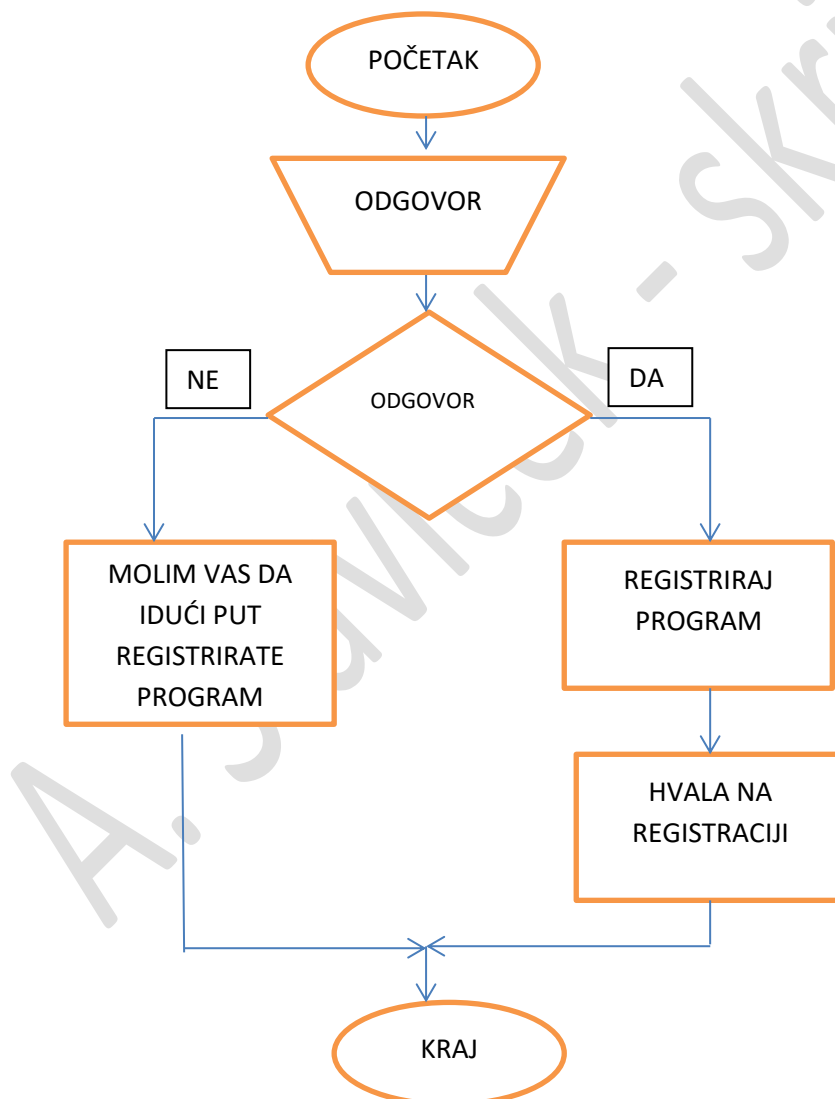 POČETAK
ODGOVOR
ODGOVOR
NE
DA
MOLIM VAS DA
IDUĆI PUT
REGISTRIRATE
PROGRAM
REGISTRIRAJ
PROGRAM
HVALA NA
REGISTRACIJI
KRAJ
A.